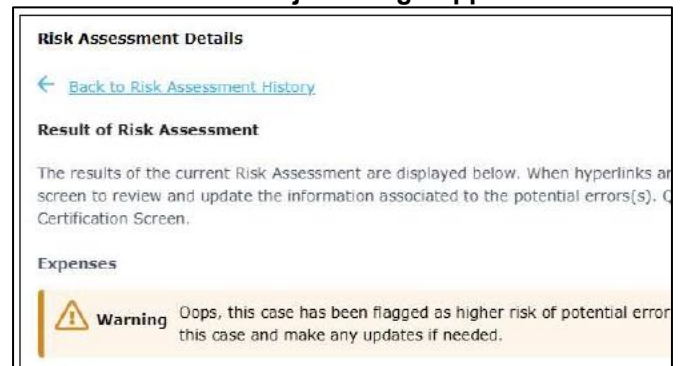 Risk Assessment Details
← Back to Risk Assessment History
Result of Risk Assessment
The results of the current Risk Assessment are displayed below. When hyperlinks
screen to review and update the information associated to the potential errors(s).
Certification Screen.
Expenses
Warning Oops, this case has been flagged as higher risk of potential error
this case and make any updates if needed.